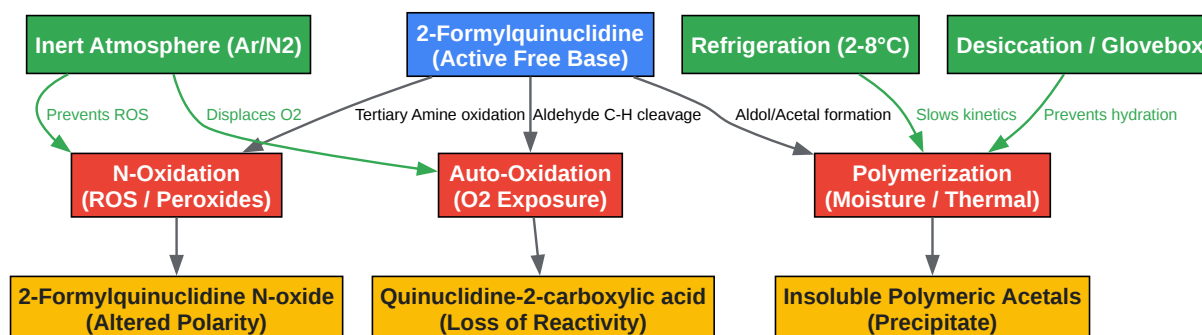 Inert Atmosphere (Ar/N2)
2-Formylquinuclidine
(Active Free Base)
Refrigeration (2-8°C)
Desiccation / Glovebox
Prevents ROS
Displaces O2
Tertiary Amine oxidation
Aldehyde C-H cleavage
Aldol/Acetal formation
Slows kinetics
Prevents hydration
N-Oxidation
(ROS / Peroxides)
Auto-Oxidation
(O2 Exposure)
Polymerization
(Moisture / Thermal)
2-Formylquinuclidine N-oxide
(Altered Polarity)
Quinuclidine-2-carboxylic acid
(Loss of Reactivity)
Insoluble Polymeric Acetals
(Precipitate)